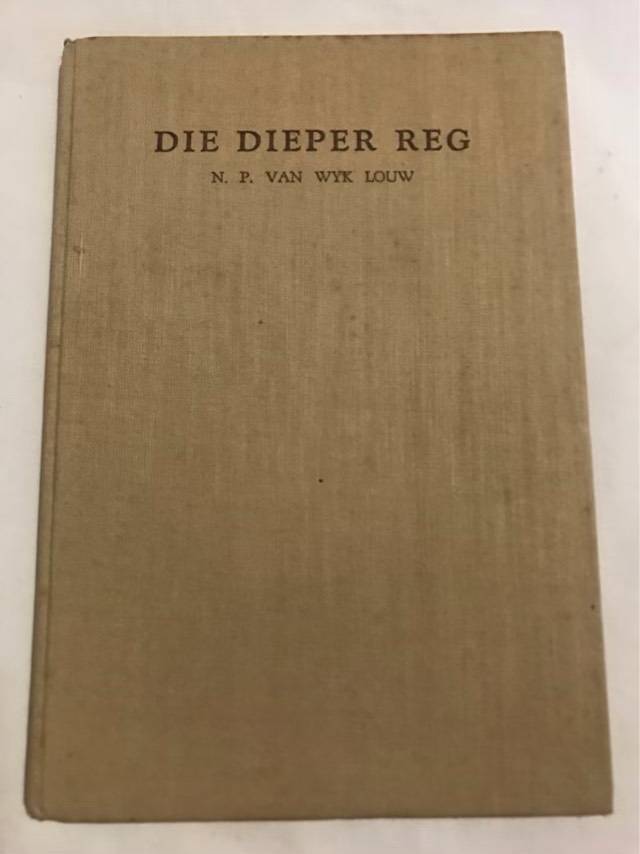 DIE DIEPER REG
N. P. VAN WYK LOUW